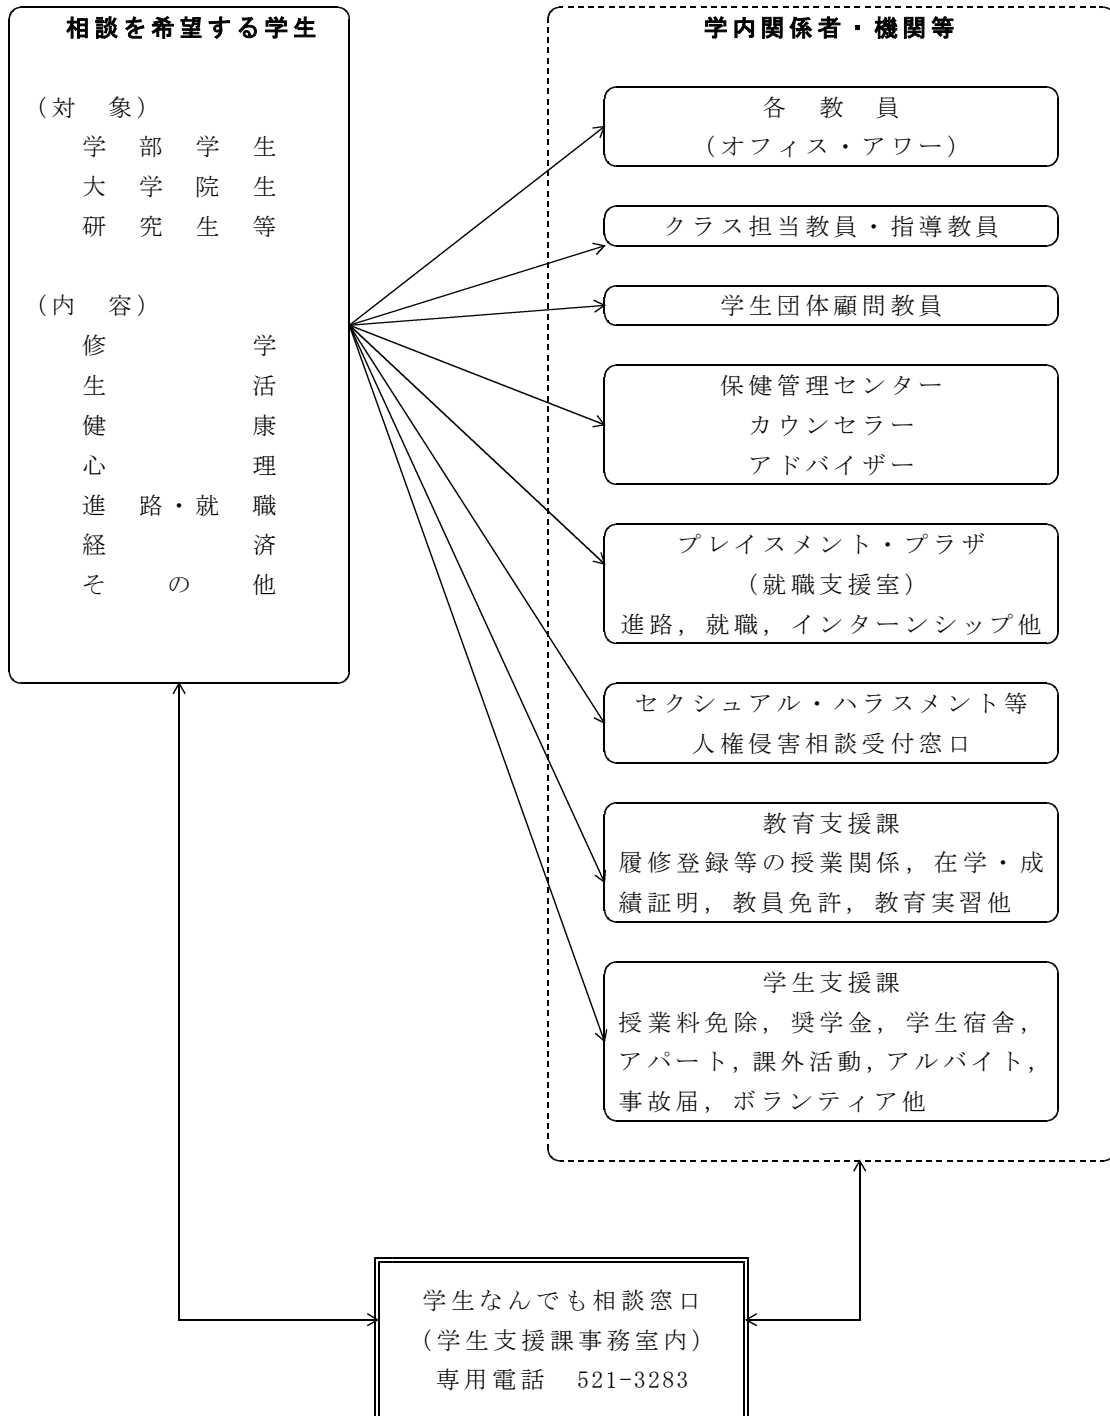 相談を希望する学生
（対　象）
学部学生
大学院生
研究生等
（内　容）
修学
生活
健康
心理
進路・就職
経済
その他
学内関係者・機関等
各教員
（オフィス・アワー）
クラス担当教員・指導教員
学生団体顧問教員
保健管理センター
カウンセラー
アドバイザー
プレイスメント・プラザ
（就職支援室）
進路，就職，インターンシップ他
セクシュアル・ハラスメント等
人権侵害相談受付窓口
教育支援課
履修登録等の授業関係，在学・成
績証明，教員免許，教育実習他
学生支援課
授業料免除，奨学金，学生宿舎，
アパート，課外活動，アルバイト，
事故届，ボランティア他
学生なんでも相談窓口
（学生支援課事務室内）
専用電話　521-3283